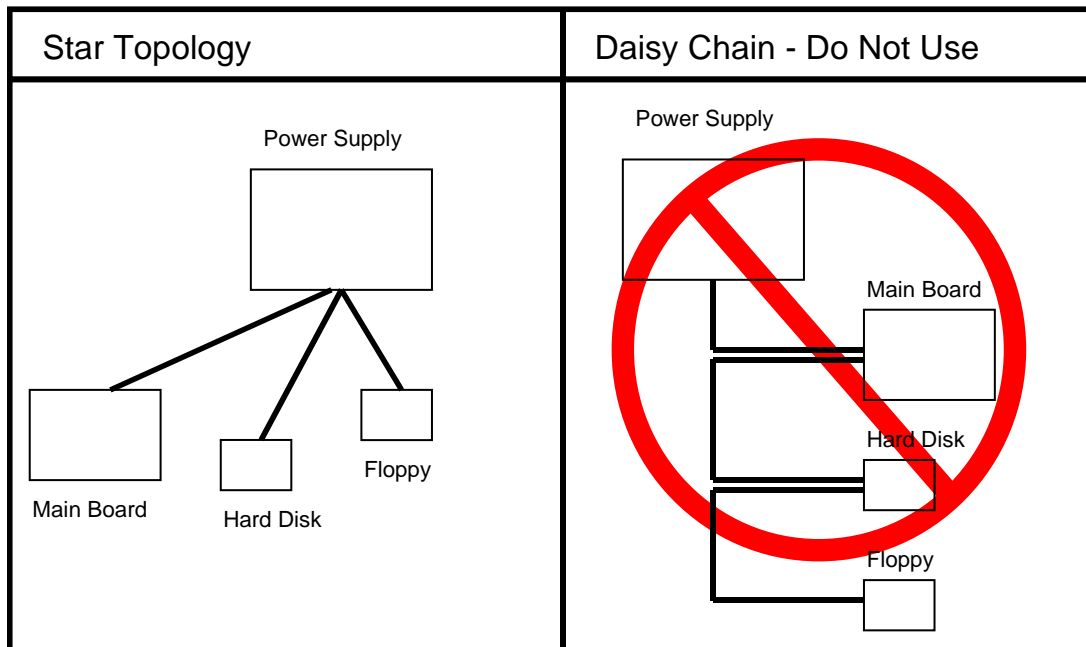 Star Topology
Power Supply
Main Board
Hard Disk
Floppy
Daisy Chain - Do Not Use
Power Supply
Main Board
Hard Disk
Floppy